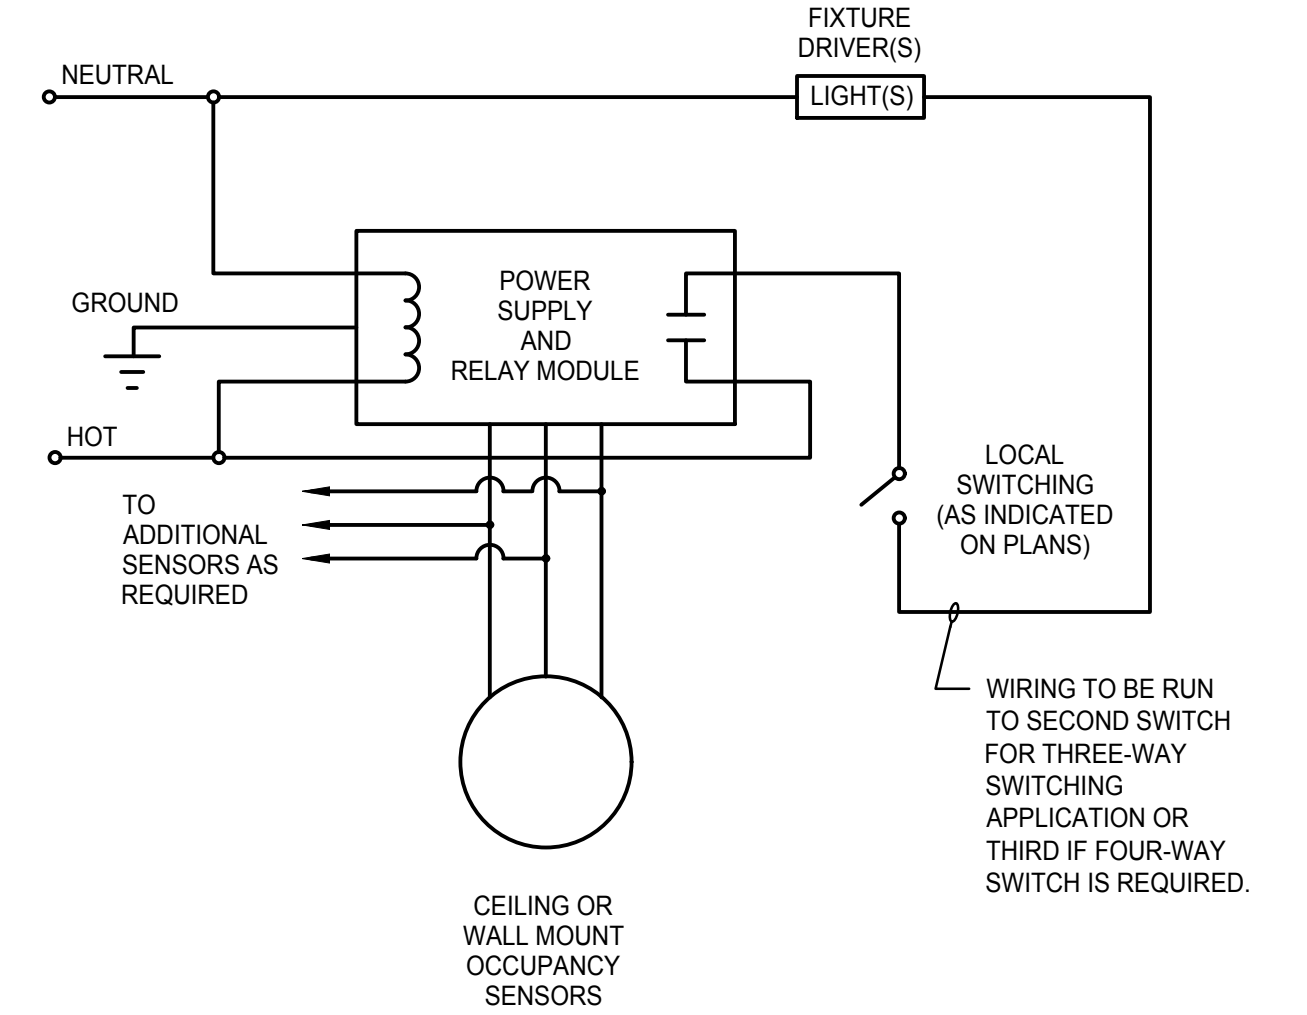 FIXTURE
DRIVER(S)
NEUTRAL
LIGHT(S)
GROUND
POWER
SUPPLY
AND
RELAY MODULE
HOT
TO
ADDITIONAL
SENSORS AS
REQUIRED
LOCAL
SWITCHING
(AS INDICATED
ON PLANS)
WIRING TO BE RUN
TO SECOND SWITCH
FOR THREE-WAY
SWITCHING
APPLICATION OR
THIRD IF FOUR-WAY
SWITCH IS REQUIRED.
CEILING OR
WALL MOUNT
OCCUPANCY
SENSORS